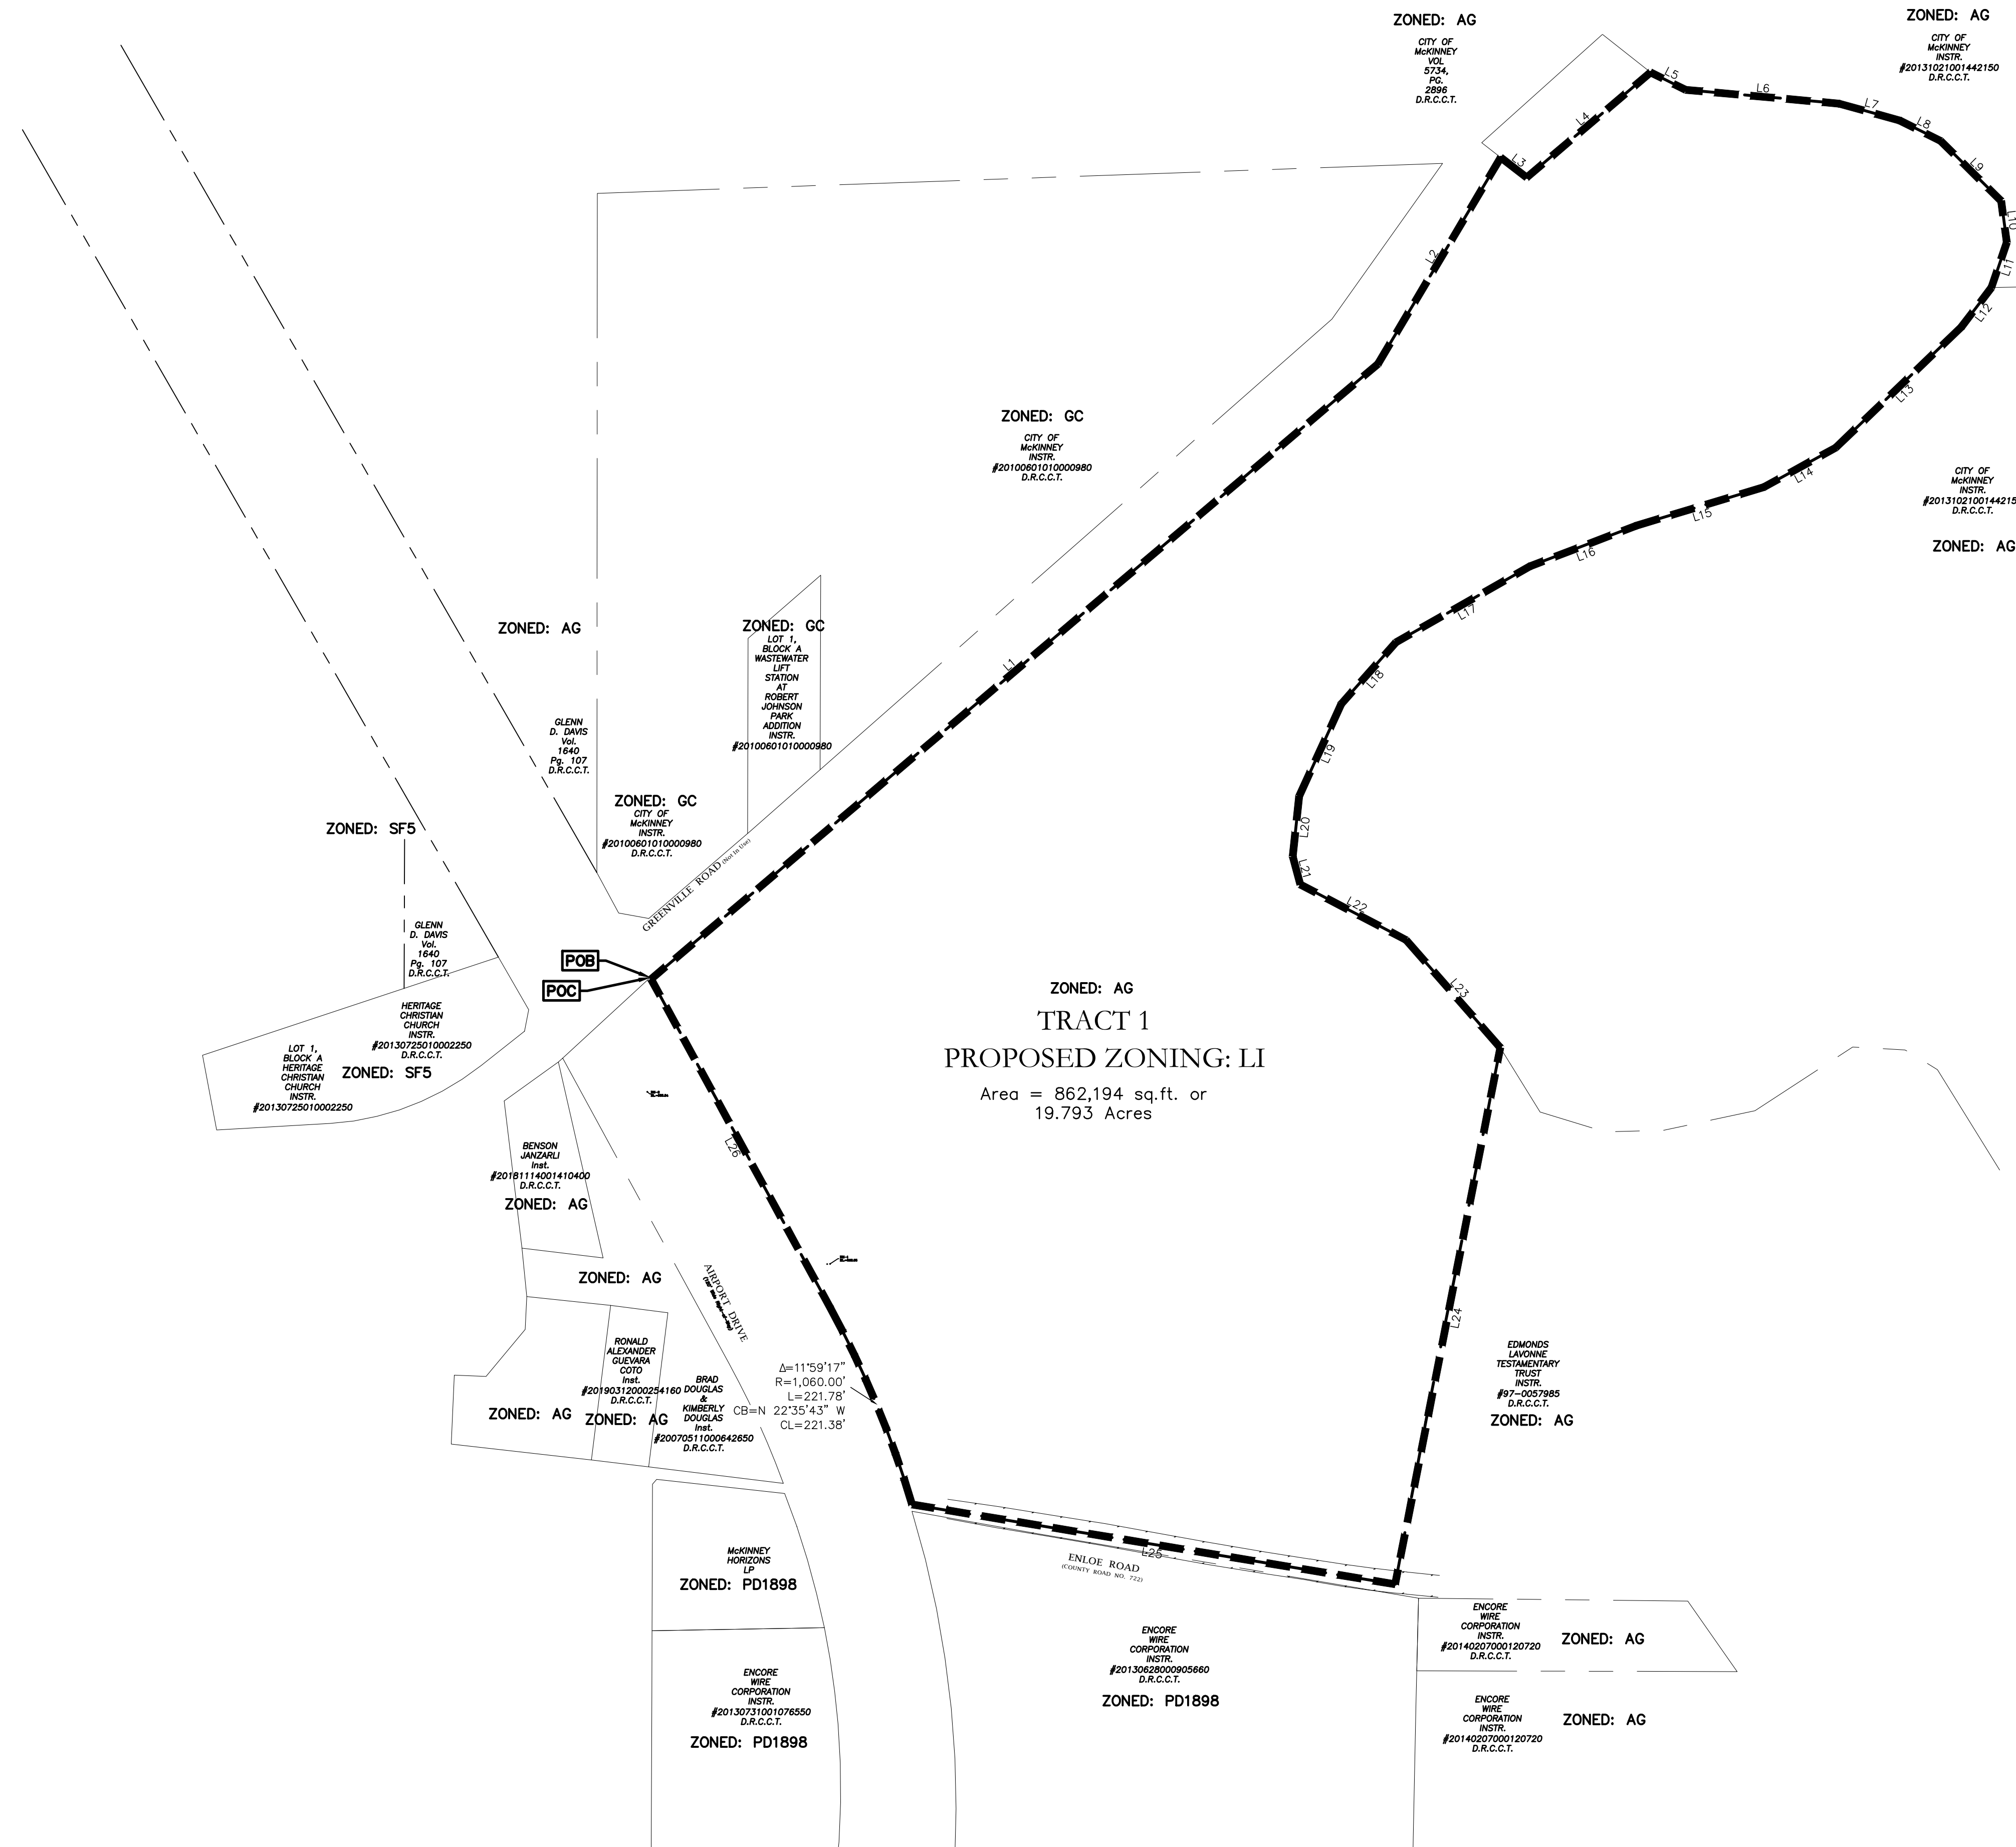 ZONED: AG
CITY OF
McKINNEY
VOL
5734,
PG.
2896
D.R.C.C.T.
ZONED: AG
CITY OF
McKINNEY
INSTR.
#20131021001442150
D.R.C.C.T.
L5
L6
L7
L8
L4
L3
L9
L10
L2
L11
L12
L13
ZONED: GC
CITY OF
McKINNEY
INSTR.
#20100601010000980
D.R.C.C.T.
L14
CITY OF
McKINNEY
INSTR.
#2013102100144215
D.R.C.C.T.
ZONED: AG
L15
L16
L17
ZONED: AG
ZONED: GC
LOT 1,
BLOCK A
WASTEWATER
LIFT
STATION
AT
ROBERT
JOHNSON
PARK
ADDITION
INSTR.
#20100601010000980
L1
L18
L19
GLENN
D. DAVIS
Vol.
1640
Pg. 107
D.R.C.C.T.
ZONED: GC
CITY OF
McKINNEY
INSTR.
#20100601010000980
D.R.C.C.T.
ZONED: SF5
L20
L21
GREENVILLE ROAD (Not In Use)
L22
GLENN
D. DAVIS
Vol.
1640
Pg. 107
D.R.C.C.T.
POB
POC
L23
ZONED: AG
TRACT 1
PROPOSED ZONING: LI
Area = 862,194 sq.ft. or
19.793 Acres
HERITAGE
CHRISTIAN
CHURCH
INSTR.
#20130725010002250
D.R.C.C.T.
LOT 1,
BLOCK A
HERITAGE
CHRISTIAN
CHURCH
INSTR.
#20130725010002250
ZONED: SF5
L26
BENSON
JANZARLI
Inst.
#20181114001410400
D.R.C.C.T.
ZONED: AG
ZONED: AG
AIRPORT DRIVE
L24
RONALD
ALEXANDER
GUEVARA
COTO
Inst.
#20190312000254160
D.R.C.C.T.
ZONED: AG
ZONED: AG
BRAD
DOUGLAS
&
KIMBERLY
DOUGLAS
Inst.
#20070511000642650
D.R.C.C.T.
Δ=11°59'17"
R=1,060.00'
L=221.78'
CB=N 22°35'43" W
CL=221.38'
EDMONDS
LAVONNE
TESTAMENTARY
TRUST
INSTR.
#97-0057985
D.R.C.C.T.
ZONED: AG
L25
ENLOE ROAD
(COUNTY ROAD NO. 722)
McKINNEY
HORIZONS
LP
ZONED: PD1898
ENCORE
WIRE
CORPORATION
INSTR.
#20130731001076550
D.R.C.C.T.
ZONED: PD1898
ENCORE
WIRE
CORPORATION
INSTR.
#20130628000905660
D.R.C.C.T.
ZONED: PD1898
ENCORE
WIRE
CORPORATION
INSTR.
#20140207000120720
D.R.C.C.T.
ZONED: AG
ENCORE
WIRE
CORPORATION
INSTR.
#20140207000120720
D.R.C.C.T.
ZONED: AG